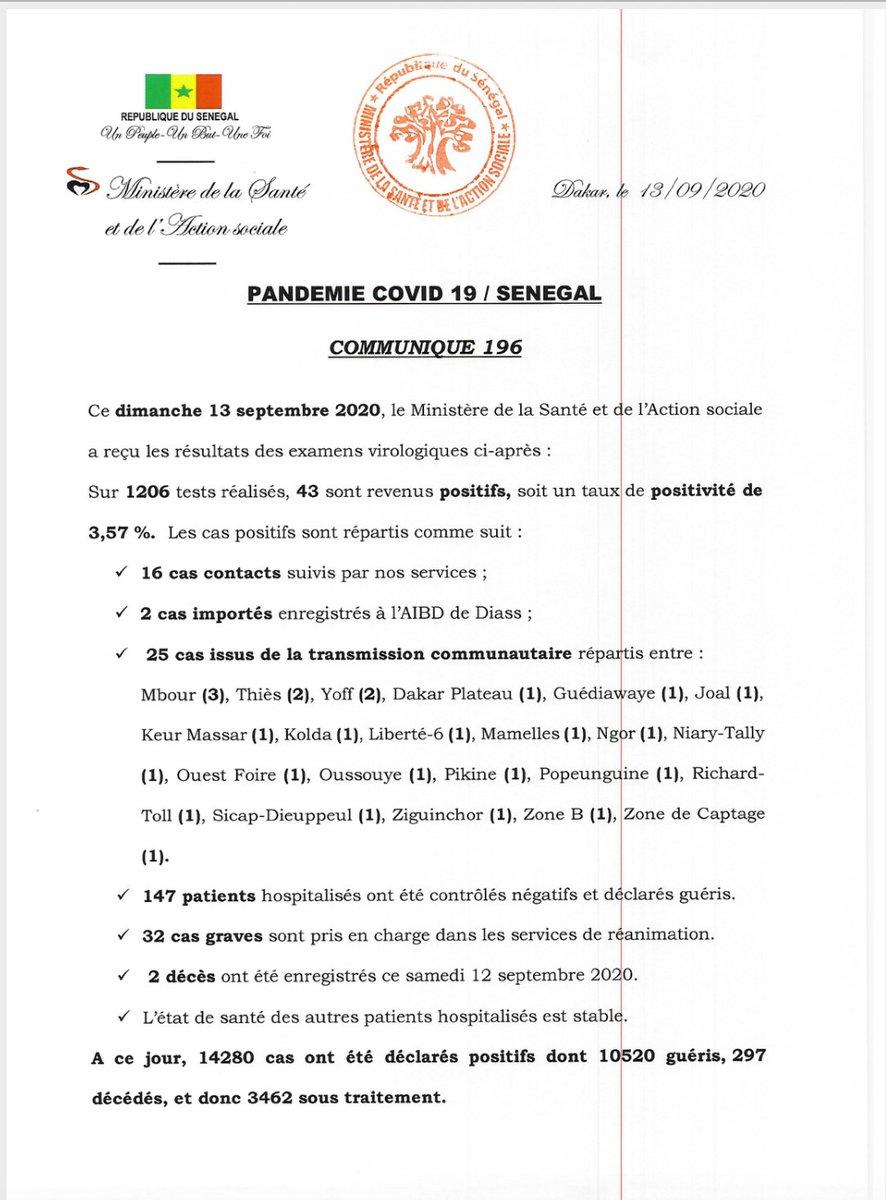 REPUBLIQUE DU SENEGAL
Un Peuple-Un But-Une Foi
Ministère de la Santé
et de l'Action sociale
★ République du Sénégal ★
MINISTÈRE DE LA SANTÉ ET DE L'ACTION SOCIALE
Dakar, le 13/09/2020
PANDEMIE COVID 19 / SENEGAL
COMMUNIQUE 196
Ce dimanche 13 septembre 2020, le Ministère de la Santé et de l'Action sociale
a reçu les résultats des examens virologiques ci-après :
Sur 1206 tests réalisés, 43 sont revenus positifs, soit un taux de positivité de
3,57 %. Les cas positifs sont répartis comme suit :
✓ 16 cas contacts suivis par nos services ;
✓ 2 cas importés enregistrés à l'AIBD de Diass ;
✓ 25 cas issus de la transmission communautaire répartis entre :
Mbour (3), Thiès (2), Yoff (2), Dakar Plateau (1), Guédiawaye (1), Joal (1),
Keur Massar (1), Kolda (1), Liberté-6 (1), Mamelles (1), Ngor (1), Niary-Tally
(1), Ouest Foire (1), Oussouye (1), Pikine (1), Popeunguine (1), Richard-
Toll (1), Sicap-Dieuppeul (1), Ziguinchor (1), Zone B (1), Zone de Captage
(1).
✓ 147 patients hospitalisés ont été contrôlés négatifs et déclarés guéris.
✓ 32 cas graves sont pris en charge dans les services de réanimation.
✓ 2 décès ont été enregistrés ce samedi 12 septembre 2020.
✓ L'état de santé des autres patients hospitalisés est stable.
A ce jour, 14280 cas ont été déclarés positifs dont 10520 guéris, 297
décédés, et donc 3462 sous traitement.